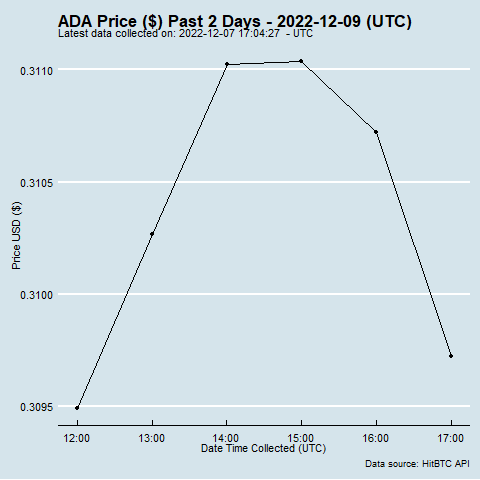 ADA Price ($) Past 2 Days - 2022-12-09 (UTC)
Latest data collected on: 2022-12-07 17:04:27  - UTC
0.3110
0.3105
0.3100
0.3095
Price USD ($)
12:00 13:00 14:00 15:00 16:00 17:00
Date Time Collected (UTC)
Data source: HitBTC API